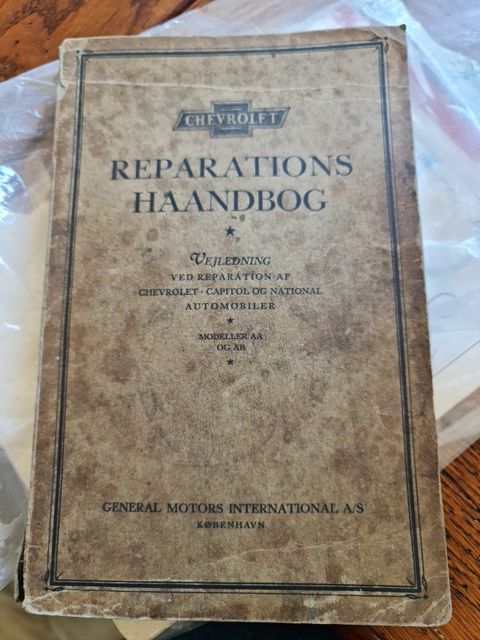 CHEVROLET
REPARATIONS
HAANDBOG
VEJLEDNING
VED REPARATION AF
CHEVROLET · CAPITOL OG NATIONAL
AUTOMOBILER
MODELLER AA
OG AB
GENERAL MOTORS INTERNATIONAL A/S
KØBENHAVN